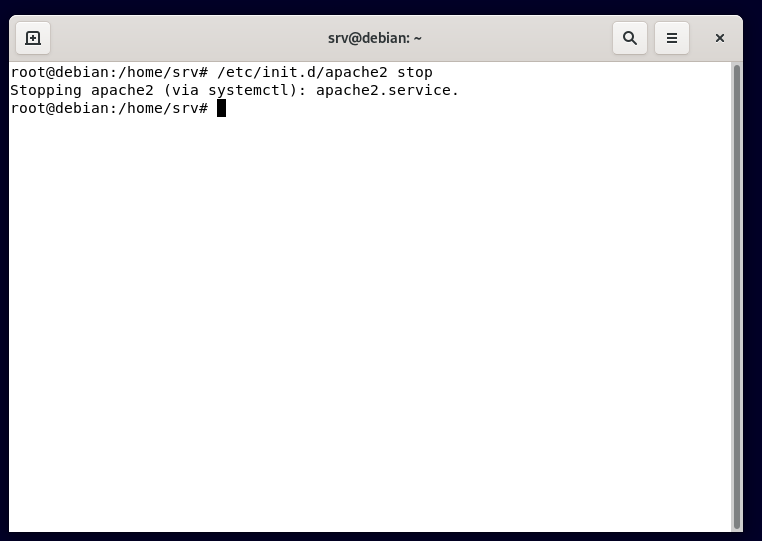 srv@debian: ~
root@debian:/home/srv# /etc/init.d/apache2 stop
Stopping apache2 (via systemctl): apache2.service.
root@debian:/home/srv#